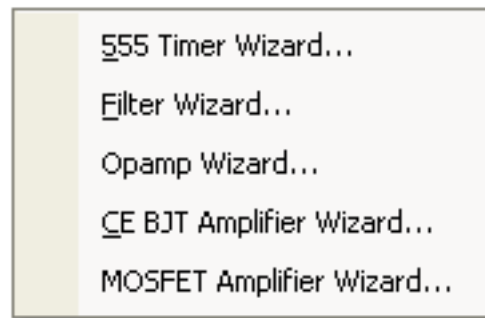 555 Timer Wizard...
Filter Wizard...
Opamp Wizard...
CE BJT Amplifier Wizard...
MOSFET Amplifier Wizard...